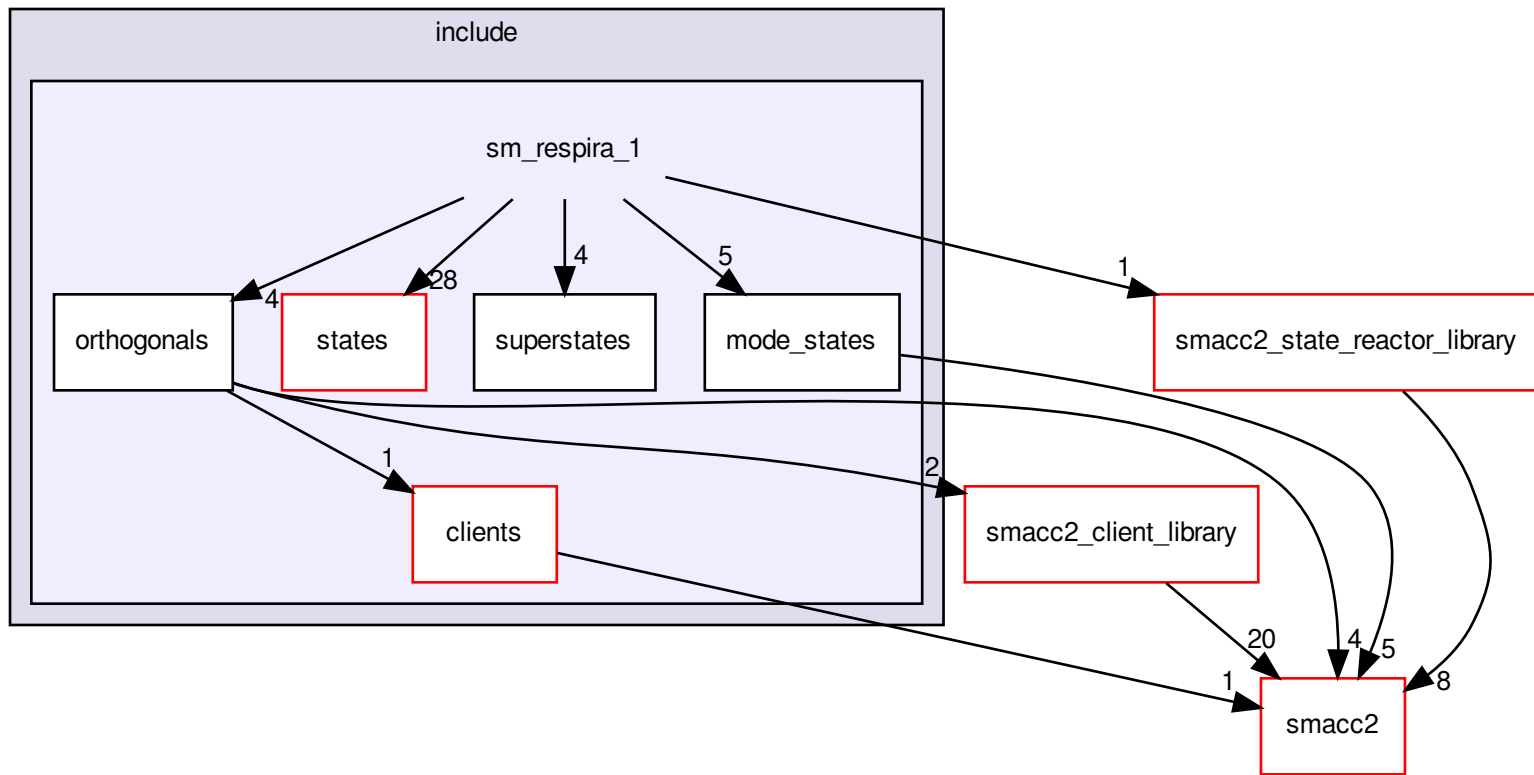 include
sm_respira_1
4
28
4
5
1
orthogonals
states
superstates
mode_states
smacc2_state_reactor_library
1
2
clients
smacc2_client_library
20
4
5
8
1
smacc2